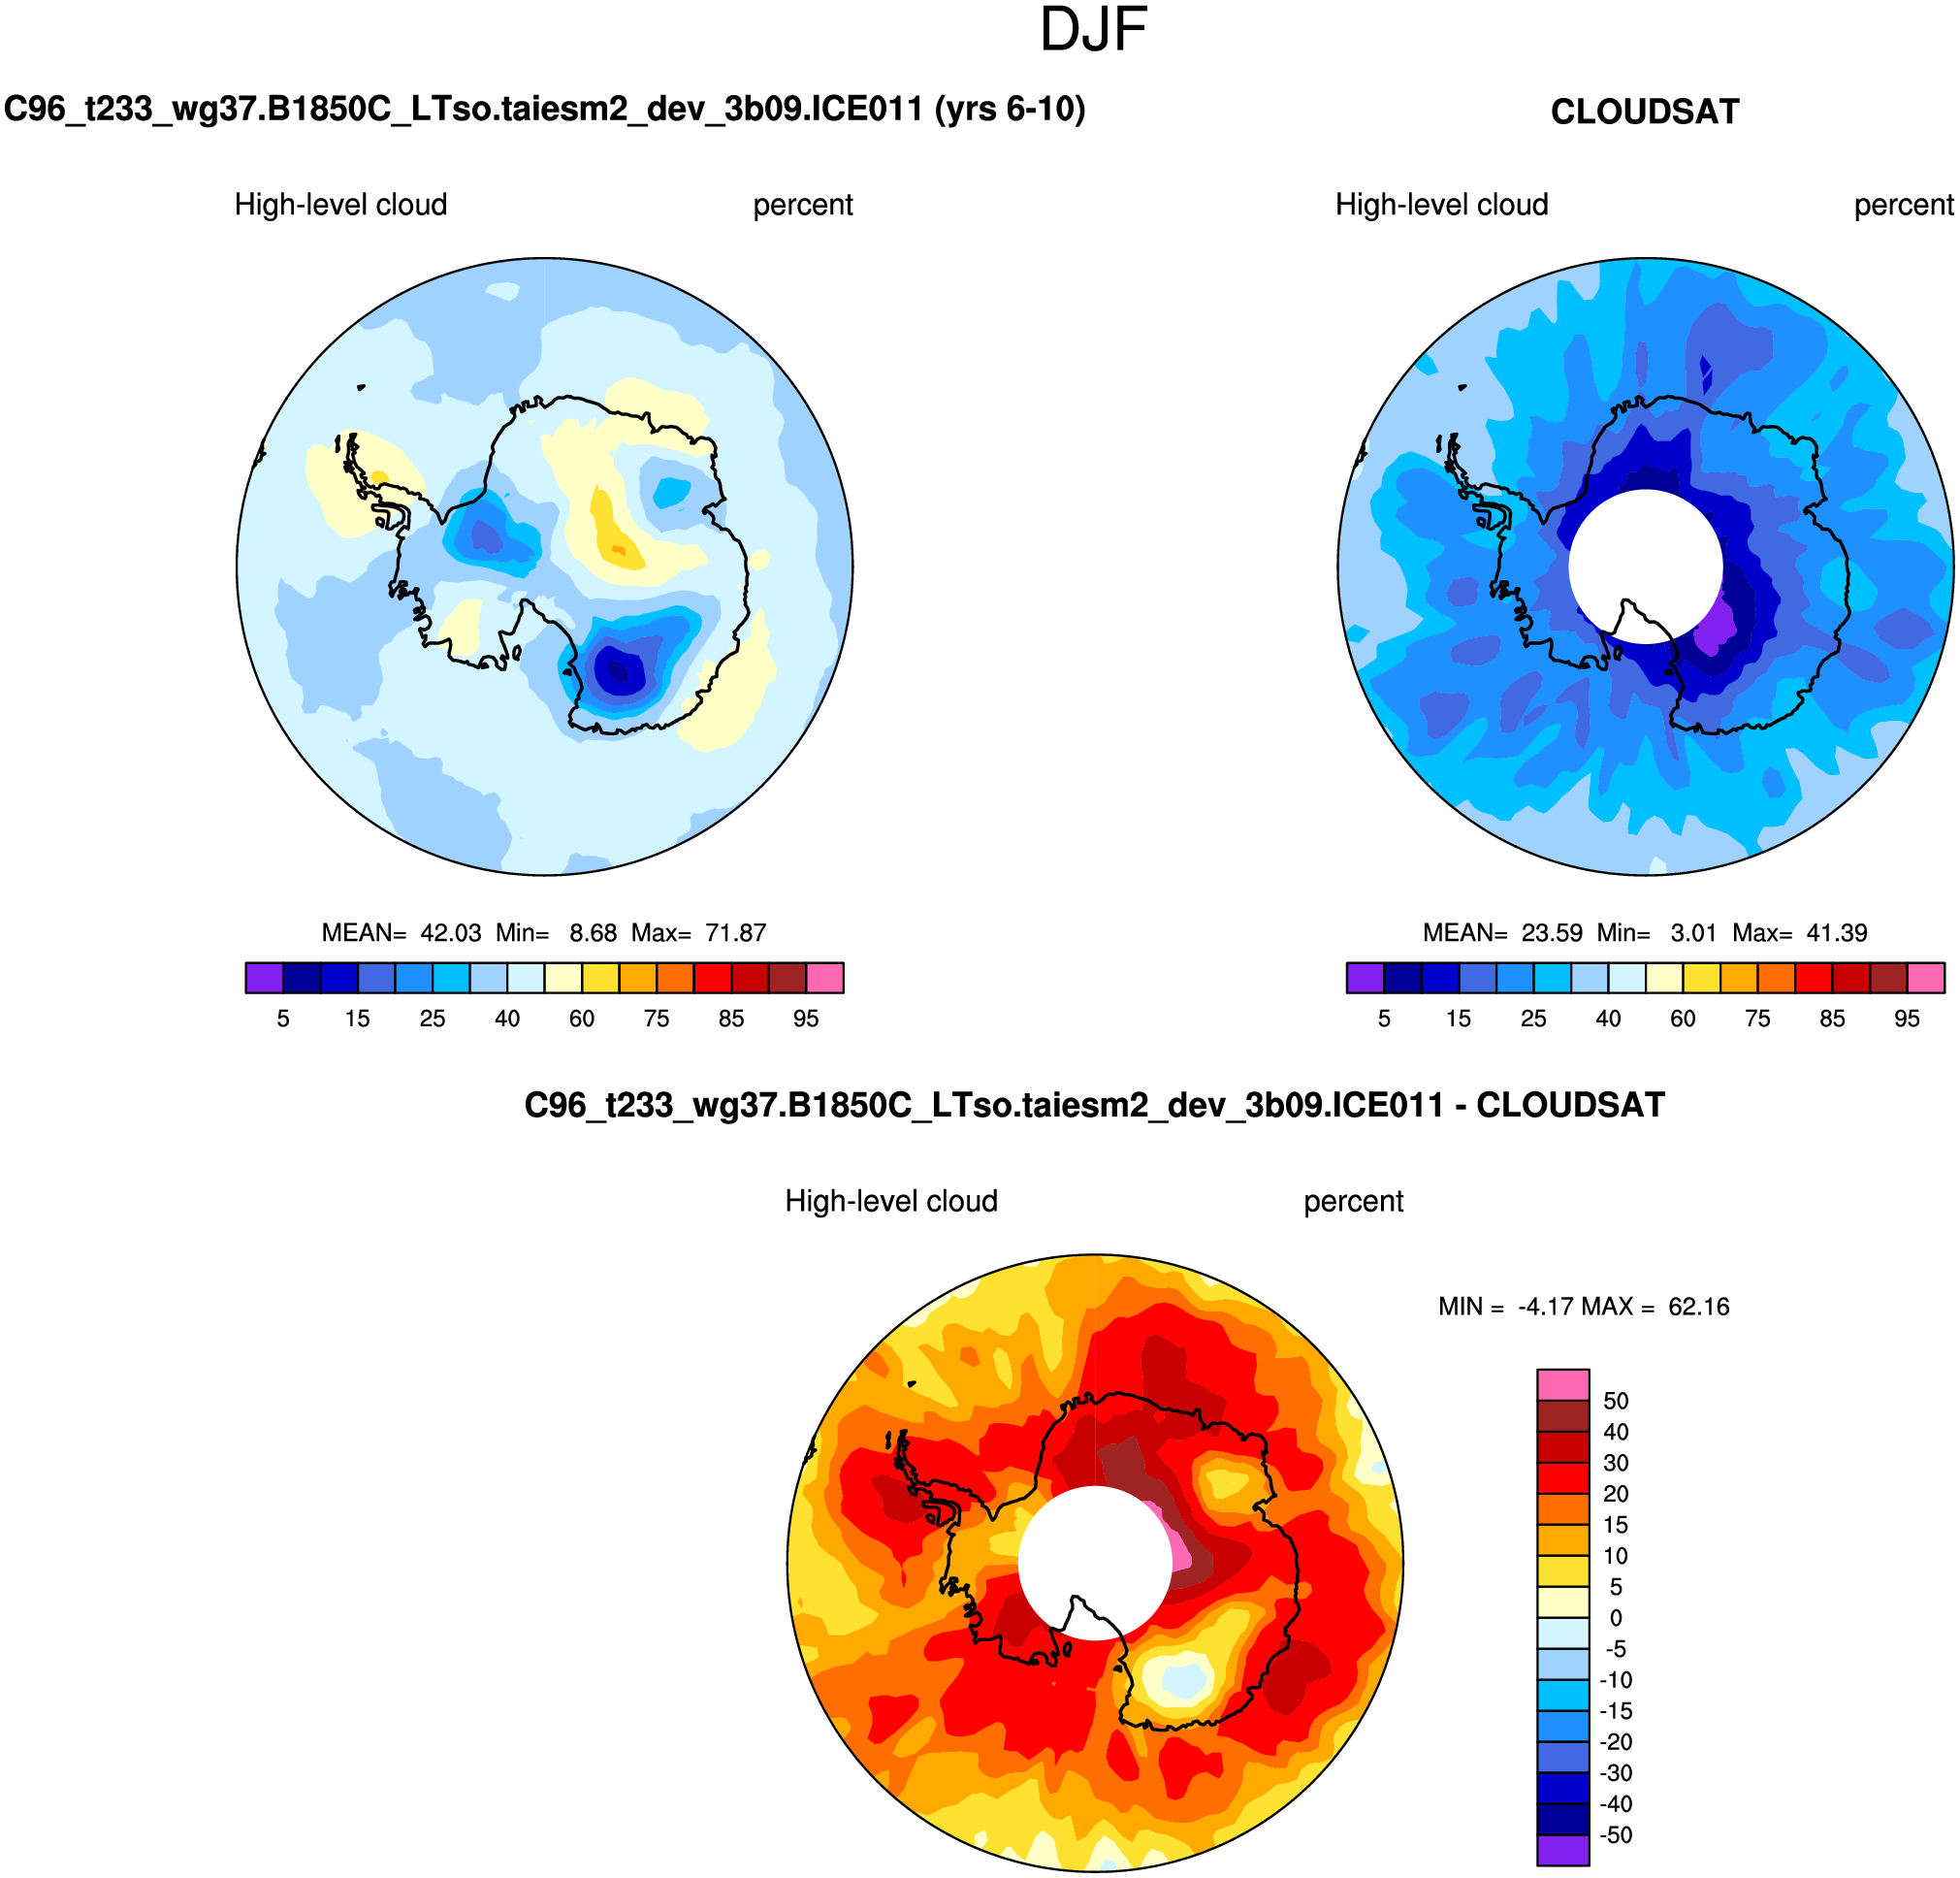 DJF
C96_t233_wg37.B1850C_LTso.taiesm2_dev_3b09.ICE011 (yrs 6-10)
CLOUDSAT
High-level cloud percent
High-level cloud percent
MEAN= 42.03 Min= 8.68 Max= 71.87
MEAN= 23.59 Min= 3.01 Max= 41.39
5 15 25 40 60 75 85 95
5 15 25 40 60 75 85 95
C96_t233_wg37.B1850C_LTso.taiesm2_dev_3b09.ICE011 - CLOUDSAT
High-level cloud percent
MIN = -4.17 MAX = 62.16
50
40
30
20
15
10
5
0
-5
-10
-15
-20
-30
-40
-50